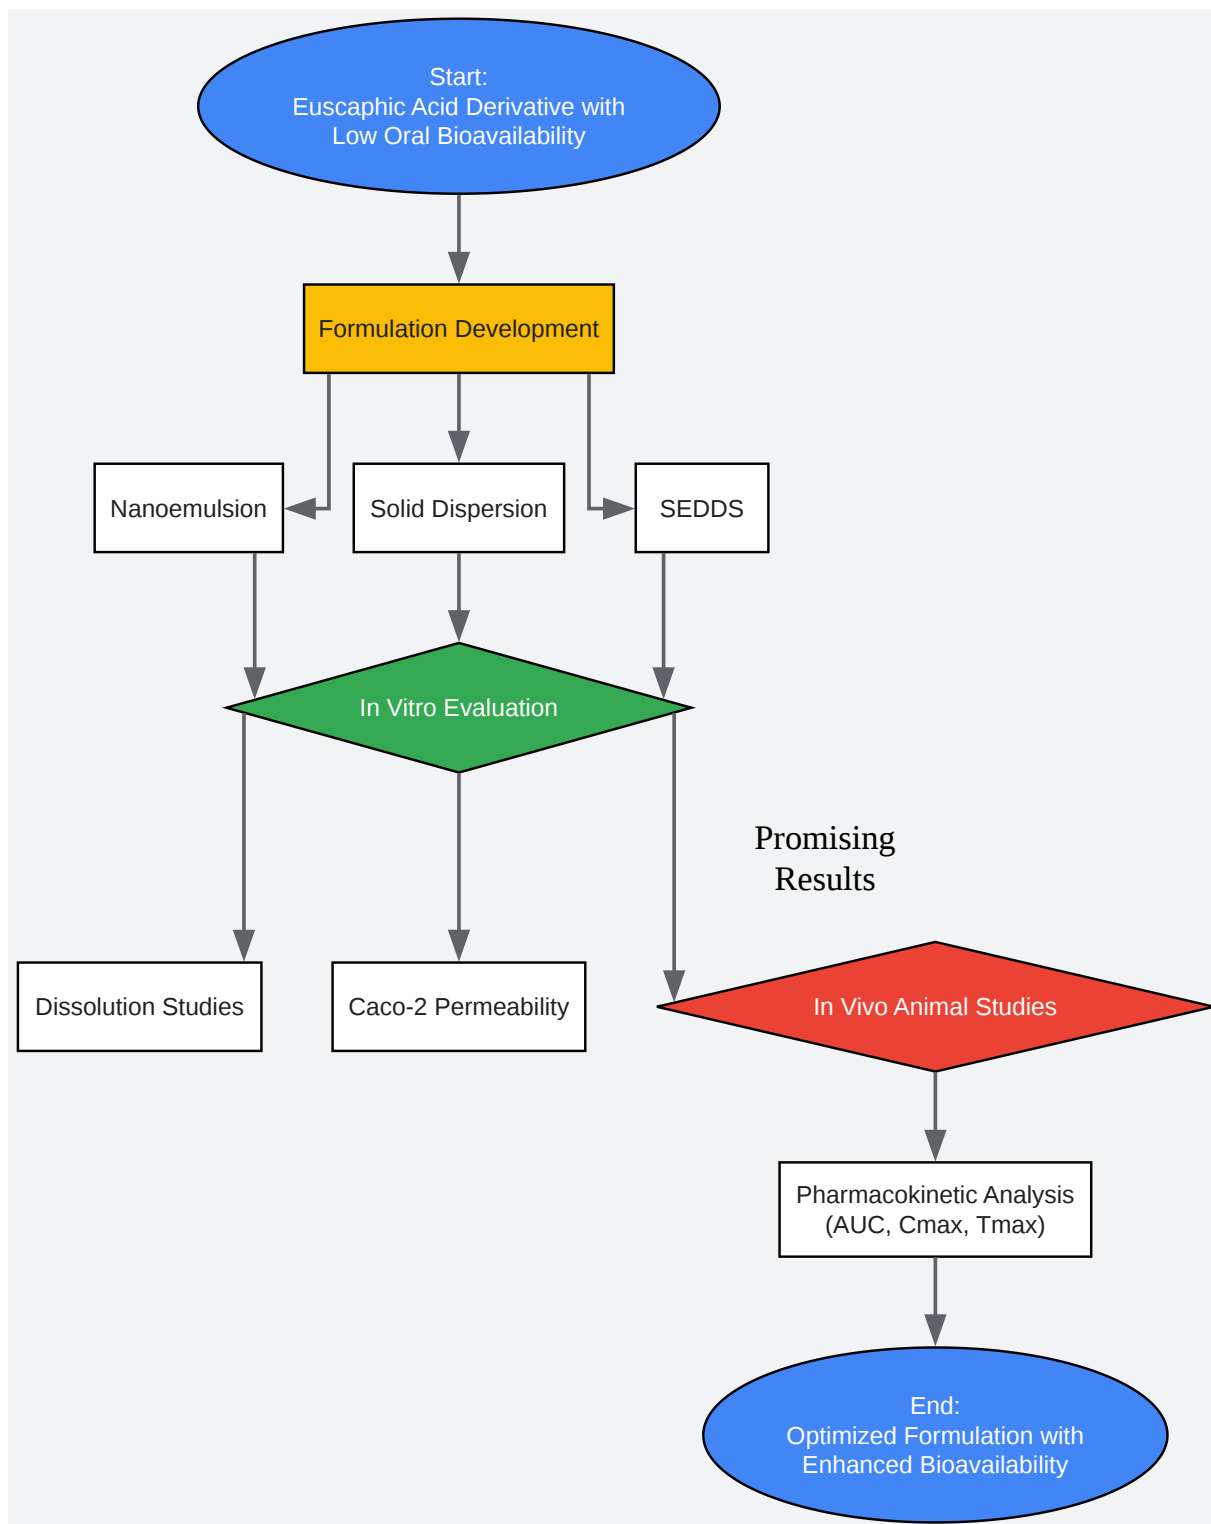 Start:
Euscaphic Acid Derivative with
Low Oral Bioavailability
Formulation Development
Nanoemulsion
Solid Dispersion
SEDDS
In Vitro Evaluation
Promising
Results
Dissolution Studies
Caco-2 Permeability
In Vivo Animal Studies
Pharmacokinetic Analysis
(AUC, Cmax, Tmax)
End:
Optimized Formulation with
Enhanced Bioavailability